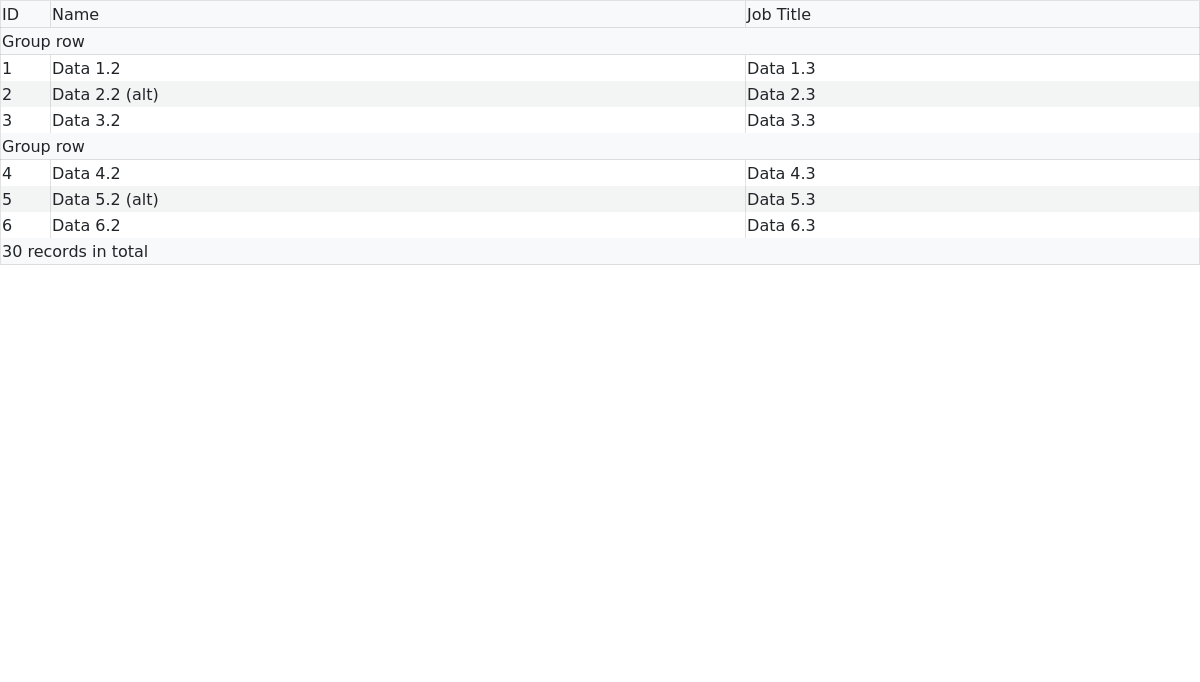 ID Name Job Title
Group row
1 Data 1.2 Data 1.3
2 Data 2.2 (alt) Data 2.3
3 Data 3.2 Data 3.3
Group row
4 Data 4.2 Data 4.3
5 Data 5.2 (alt) Data 5.3
6 Data 6.2 Data 6.3
30 records in total